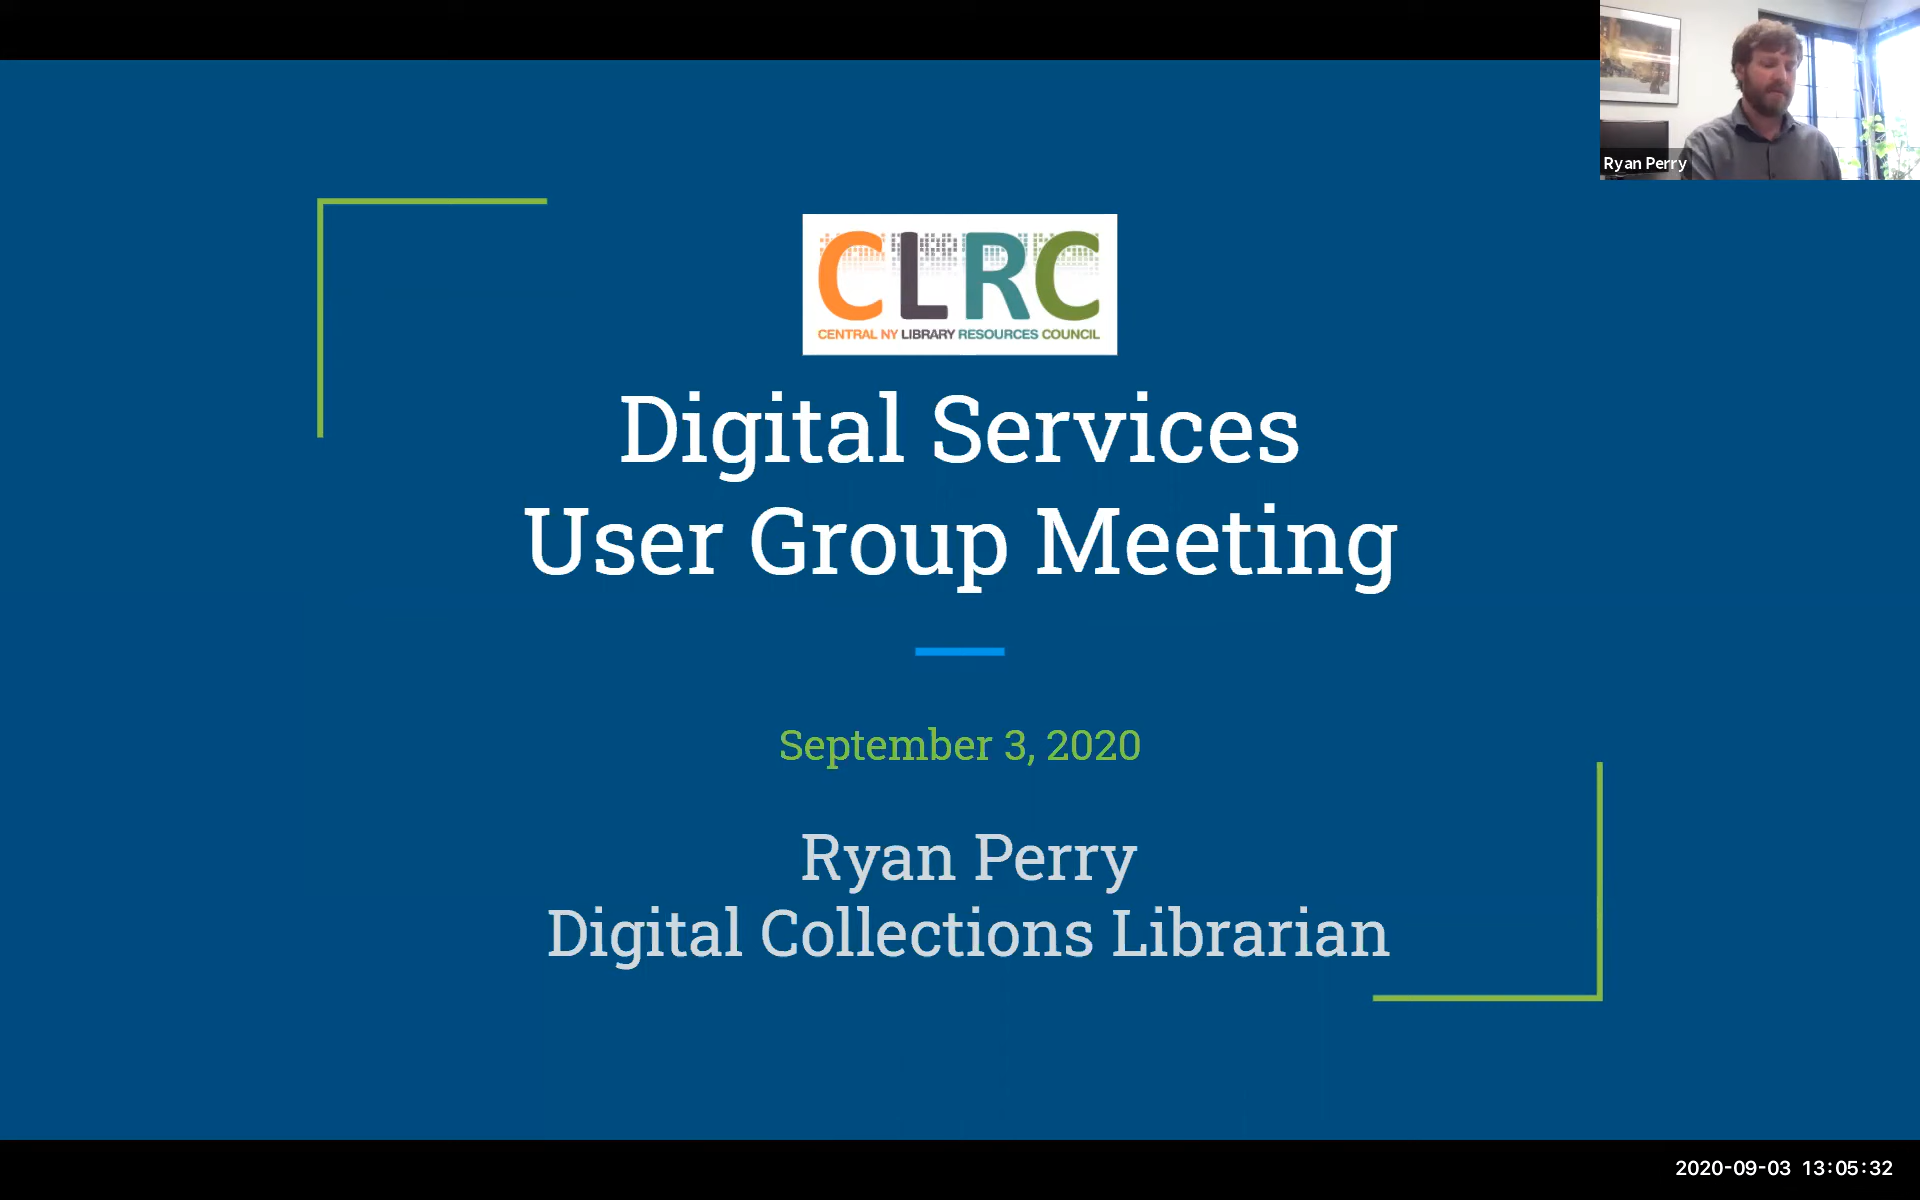 Ryan Perry
CLRC
CENTRAL NY LIBRARY RESOURCES COUNCIL
Digital Services
User Group Meeting
September 3, 2020
Ryan Perry
Digital Collections Librarian
2020-09-03 13:05:32